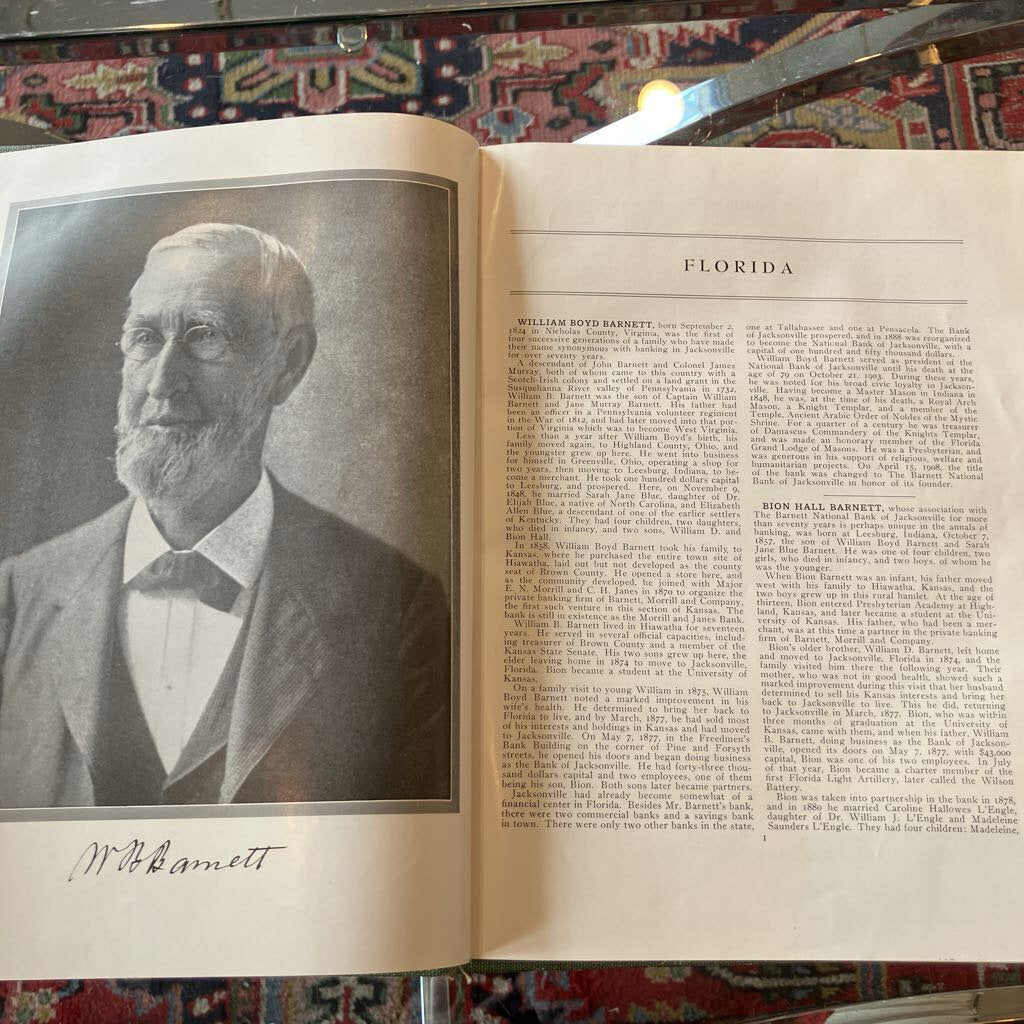 W B Barnett
FLORIDA
WILLIAM BOYD BARNETT, born September 2,
1824 in Nicholas County, Virginia, was the first of
four successive generations of a family who have made
their name synonymous with banking in Jacksonville
for over seventy years.
A descendant of John Barnett and Colonel James
Murray, both of whom came to this country with a
Scotch-Irish colony and settled on a land grant in the
Susquehanna River valley of Pennsylvania in 1732,
William B. Barnett was the son of Captain William
Barnett and Jane Murray Barnett. His father had
been an officer in a Pennsylvania volunteer regiment
in the War of 1812, and had later moved into that por-
tion of Virginia which was to become West Virginia.
Less than a year after William Boyd's birth, his
family moved again, to Highland County, Ohio, and
the youngster grew up here. He went into business
for himself in Greenville, Ohio, operating a shop for
two years, then moving to Leesburg, Indiana, to be-
come a merchant. He took one hundred dollars capital
to Leesburg, and prospered. Here, on November 9,
1848, he married Sarah Jane Blue, daughter of Dr.
Elijah Blue, a native of North Carolina, and Elizabeth
Allen Blue, a descendant of one of the earlier settlers
of Kentucky. They had four children, two daughters,
who died in infancy, and two sons, William D. and
Bion Hall.
In 1858, William Boyd Barnett took his family, to
Kansas, where he purchased the entire town site of
Hiawatha, laid out but not developed as the county
seat of Brown County. He opened a store here, and
as the community developed, he joined with Major
E. N. Morrill and C. H. Janes in 1870 to organize the
private banking firm of Barnett, Morrill and Company,
the first such venture in this section of Kansas. The
bank is still in existence as the Morrill and Janes Bank.
William B. Barnett lived in Hiawatha for seventeen
years. He served in several official capacities, includ-
ing treasurer of Brown County and a member of the
Kansas State Senate. His two sons grew up here, the
elder leaving home in 1874 to move to Jacksonville,
Florida. Bion became a student at the University of
Kansas.
On a family visit to young William in 1875, William
Boyd Barnett noted a marked improvement in his
wife's health. He determined to bring her back to
Florida to live, and by March, 1877, he had sold most
of his interests and holdings in Kansas and had moved
to Jacksonville. On May 7, 1877, in the Freedmen's
Bank Building on the corner of Pine and Forsyth
streets, he opened his doors and began doing business
as the Bank of Jacksonville. He had forty-three thou-
sand dollars capital and two employees, one of them
being his son, Bion. Both sons later became partners.
Jacksonville had already become somewhat of a
financial center in Florida. Besides Mr. Barnett's bank,
there were two commercial banks and a savings bank
in town. There were only two other banks in the state,
one at Tallahassee and one at Pensacola. The Bank
of Jacksonville prospered, and in 1888 was reorganized
to become the National Bank of Jacksonville, with a
capital of one hundred and fifty thousand dollars.
William Boyd Barnett served as president of the
National Bank of Jacksonville until his death at the
age of 79 on October 21, 1903. During these years,
he was noted for his broad civic loyalty to Jackson-
ville. Having become a Master Mason in Indiana in
1848, he was, at the time of his death, a Royal Arch
Mason, a Knight Templar, and a member of the
Temple, Ancient Arabic Order of Nobles of the Mystic
Shrine. For a quarter of a century he was treasurer
of Damascus Commandery of the Knights Templar,
and was made an honorary member of the Florida
Grand Lodge of Masons. He was a Presbyterian, and
was generous in his support of religious, welfare and
humanitarian projects. On April 15, 1908, the title
of the bank was changed to The Barnett National
Bank of Jacksonville in honor of its founder.
BION HALL BARNETT, whose association with
The Barnett National Bank of Jacksonville for more
than seventy years is perhaps unique in the annals of
banking, was born at Leesburg, Indiana, October 7,
1857, the son of William Boyd Barnett and Sarah
Jane Blue Barnett. He was one of four children, two
girls, who died in infancy, and two boys, of whom he
was the younger.
When Bion Barnett was an infant, his father moved
west with his family to Hiawatha, Kansas, and the
two boys grew up in this rural hamlet. At the age of
thirteen, Bion entered Presbyterian Academy at High-
land, Kansas, and later became a student at the Uni-
versity of Kansas. His father, who had been a mer-
chant, was at this time a partner in the private banking
firm of Barnett, Morrill and Company.
Bion's older brother, William D. Barnett, left home
and moved to Jacksonville, Florida in 1874, and the
family visited him there the following year. Their
mother, who was not in good health, showed such a
marked improvement during this visit that her husband
determined to sell his Kansas interests and bring her
back to Jacksonville to live. This he did, returning
to Jacksonville in March, 1877. Bion, who was within
three months of graduation at the University of
Kansas, came with them, and when his father, William
B. Barnett, doing business as the Bank of Jackson-
ville, opened its doors on May 7, 1877, with $43,000
capital, Bion was one of his two employees. In July
of that year, Bion became a charter member of the
first Florida Light Artillery, later called the Wilson
Battery.
Bion was taken into partnership in the bank in 1878,
and in 1880 he married Caroline Hallowes L'Engle,
daughter of Dr. William J. L'Engle and Madeleine
Saunders L'Engle. They had four children: Madeleine,
1